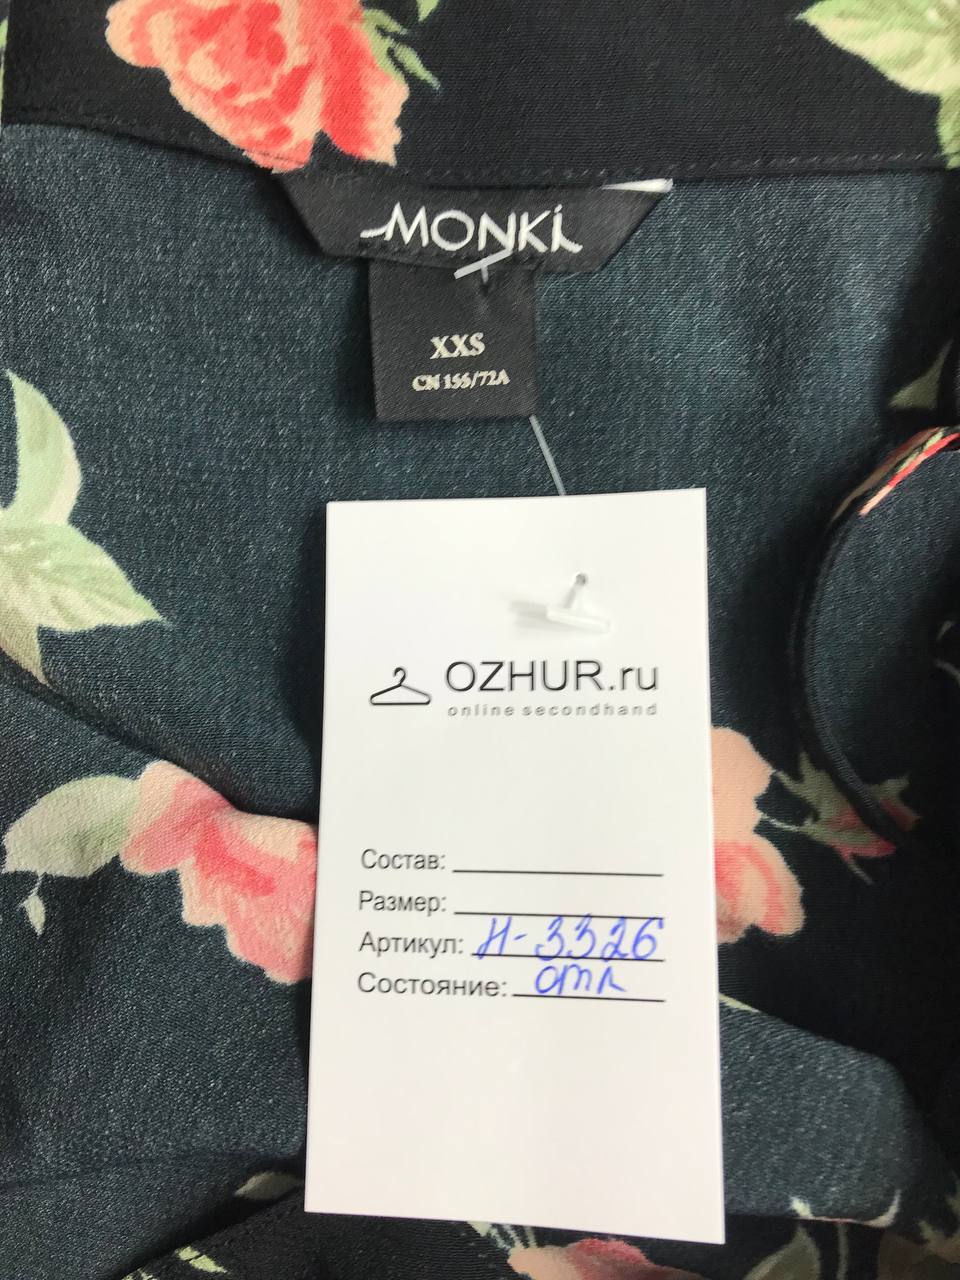 MONKI
XXS
CN 155/72A
OZHUR.ru
online secondhand
Состав:
Размер:
Артикул: Н-3326
Состояние: отл